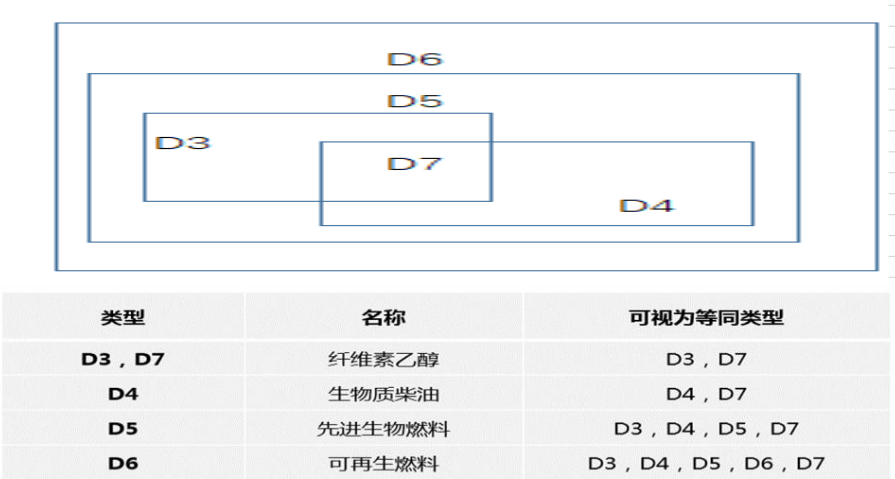 D6
D5
D3
D7
D4
类型 名称 可视为等同类型
D3，D7 纤维素乙醇 D3，D7
D4 生物质柴油 D4，D7
D5 先进生物燃料 D3，D4，D5，D7
D6 可再生燃料 D3，D4，D5，D6，D7